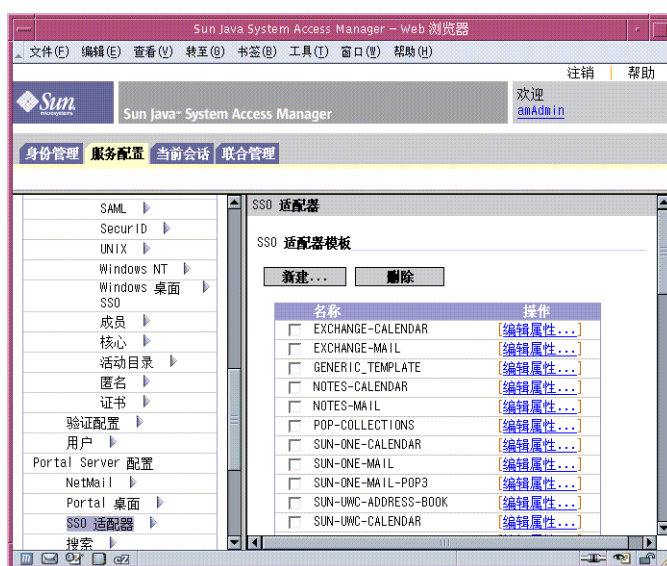 Sun Java System Access Manager - Web 浏览器
文件(F) 编辑(E) 查看(V) 转至(G) 书签(B) 工具(T) 窗口(W) 帮助(H)
注销 | 帮助
Sun
microsystems
Sun Java™ System Access Manager
欢迎
amAdmin
身份管理 服务配置 当前会话 联合管理
SAML
SecurID
UNIX
Windows NT
Windows 桌面
SSO
成员
核心
活动目录
匿名
证书
验证配置
用户
Portal Server 配置
NetMail
Portal 桌面
SSO 适配器
搜索
SSO 适配器
SSO 适配器模板
新建... 删除
名称 操作
EXCHANGE-CALENDAR [编辑属性...]
EXCHANGE-MAIL [编辑属性...]
GENERIC_TEMPLATE [编辑属性...]
NOTES-CALENDAR [编辑属性...]
NOTES-MAIL [编辑属性...]
POP-COLLECTIONS [编辑属性...]
SUN-ONE-CALENDAR [编辑属性...]
SUN-ONE-MAIL [编辑属性...]
SUN-ONE-MAIL-POP3 [编辑属性...]
SUN-UWC-ADDRESS-BOOK [编辑属性...]
SUN-UWC-CALENDAR [编辑属性...]